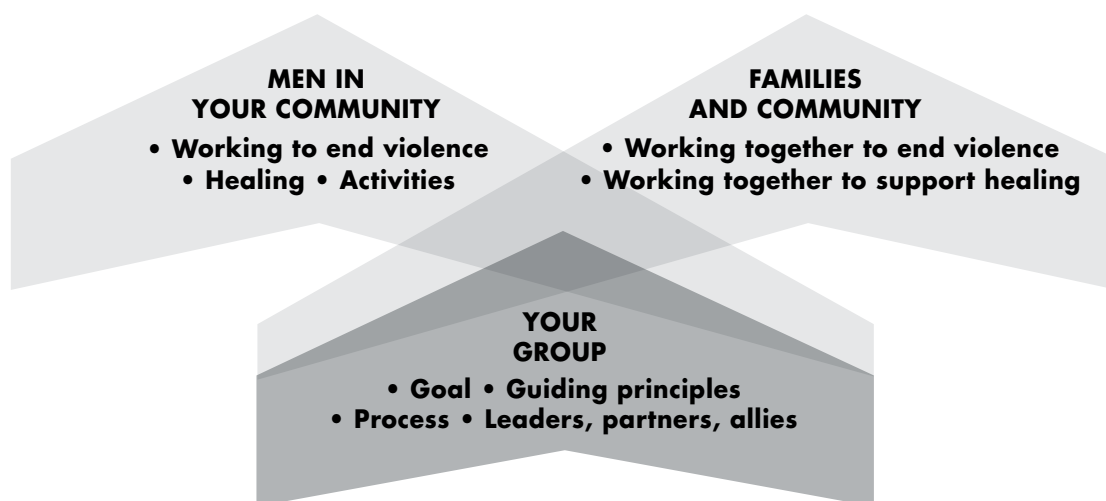 MEN IN
YOUR COMMUNITY
• Working to end violence
• Healing • Activities
FAMILIES
AND COMMUNITY
• Working together to end violence
• Working together to support healing
YOUR
GROUP
• Goal • Guiding principles
• Process • Leaders, partners, allies